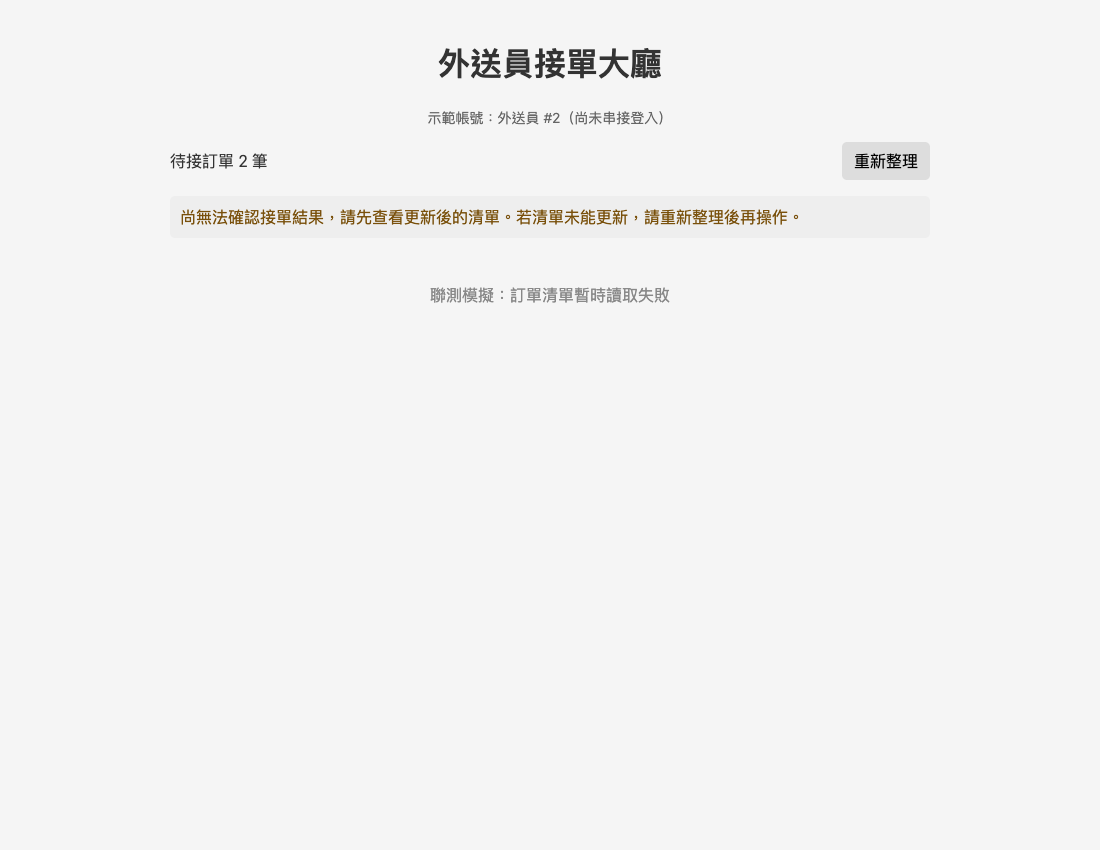 外送員接單大廳
示範帳號：外送員 #2（尚未串接登入）
待接訂單 2 筆
重新整理
尚無法確認接單結果，請先查看更新後的清單。若清單未能更新，請重新整理後再操作。
聯測模擬：訂單清單暫時讀取失敗